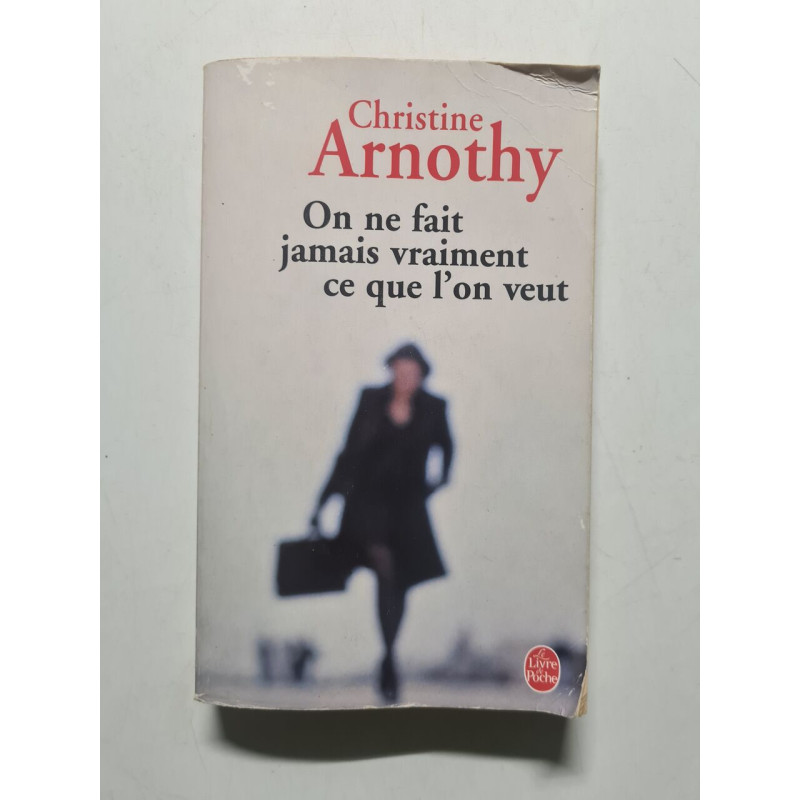 Christine
Arnothy
On ne fait
jamais vraiment
ce que l'on veut
Le
Livre
de
Poche